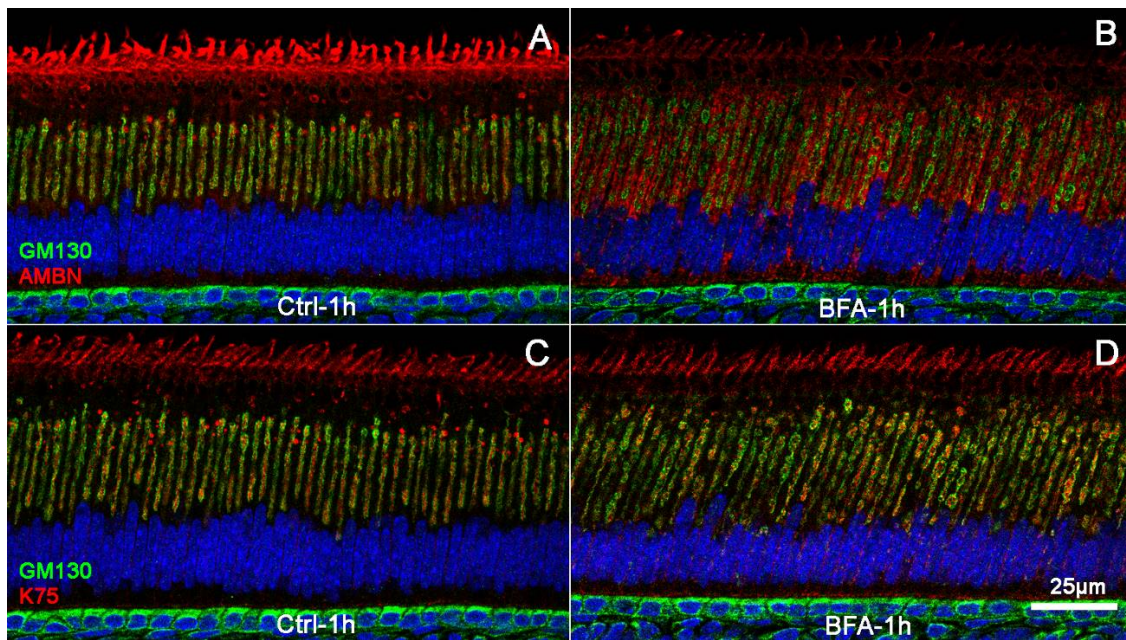 A
GM130
AMBN
Ctrl-1h
B
BFA-1h
C
GM130
K75
Ctrl-1h
D
25µm
BFA-1h